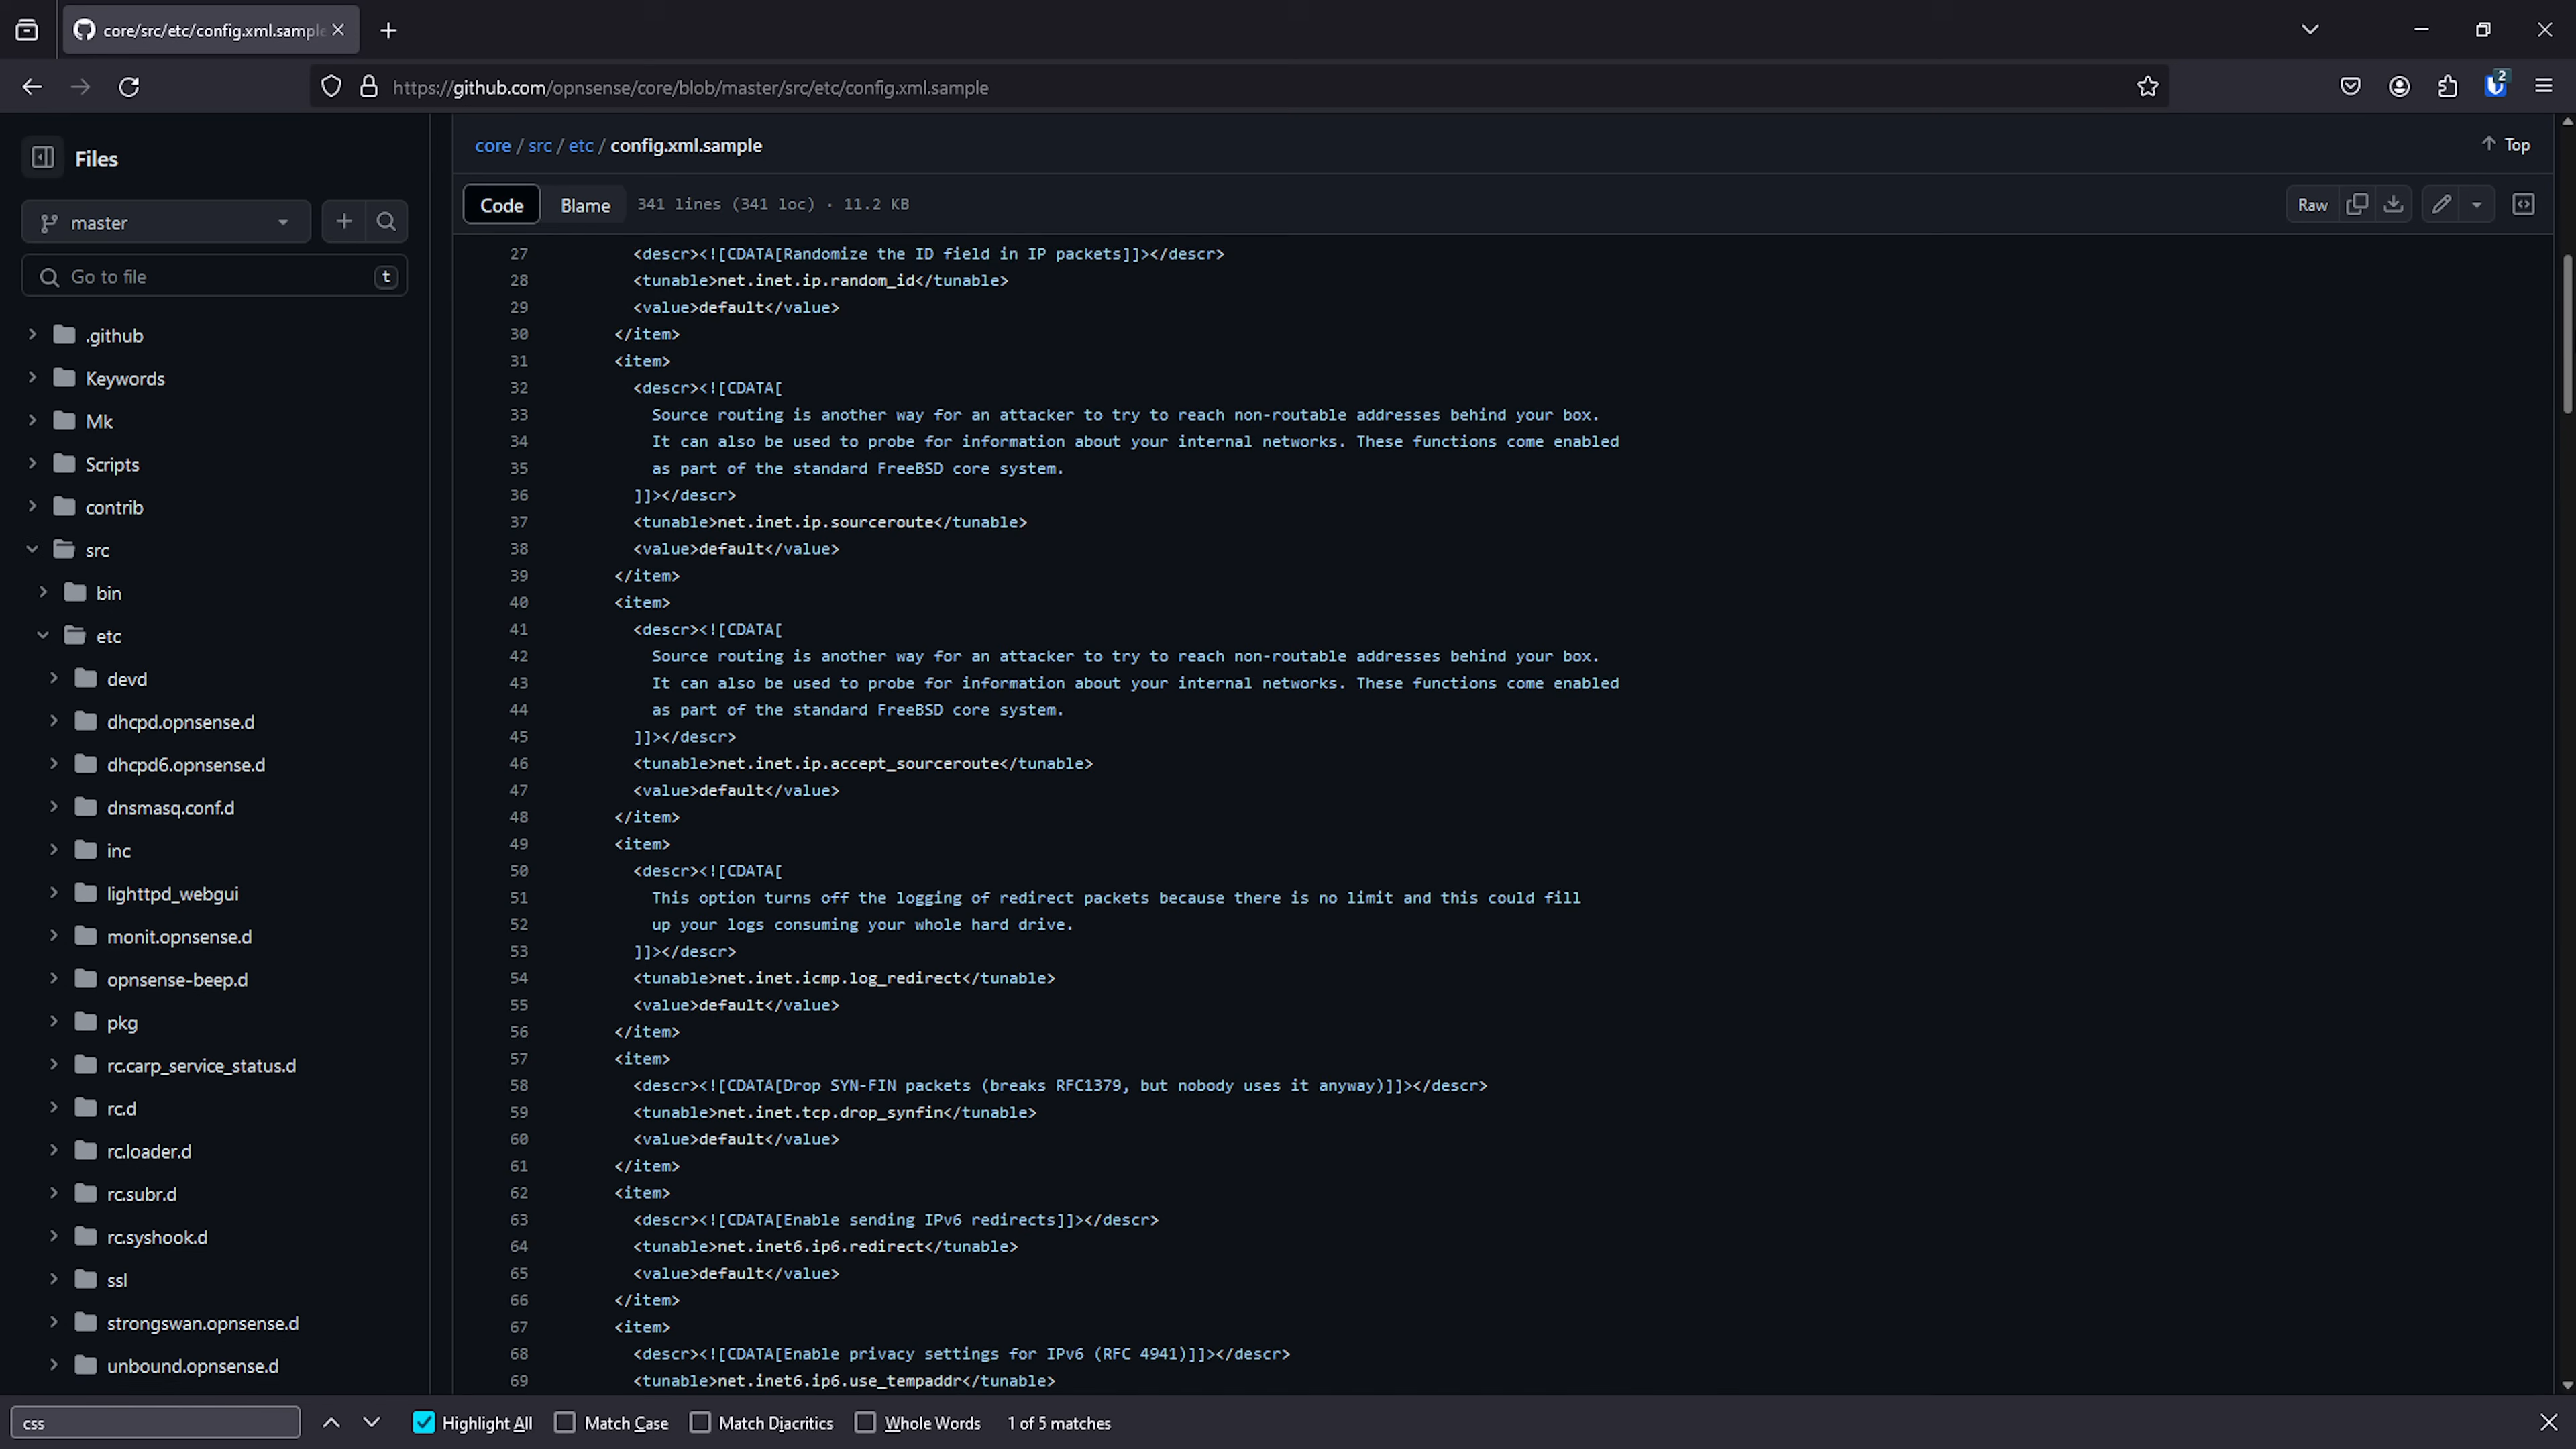 core/src/etc/config.xml.sample
https://github.com/opnsense/core/blob/master/src/etc/config.xml.sample
2
Files
master
Go to file
t
.github
Keywords
Mk
Scripts
contrib
src
bin
etc
devd
dhcpd.opnsense.d
dhcpd6.opnsense.d
dnsmasq.conf.d
inc
lighttpd_webgui
monit.opnsense.d
opnsense-beep.d
pkg
rc.carp_service_status.d
rc.d
rc.loader.d
rc.subr.d
rc.syshook.d
ssl
strongswan.opnsense.d
unbound.opnsense.d
core / src / etc / config.xml.sample
Top
Code Blame 341 lines (341 loc) · 11.2 KB
Raw
27 <descr><![CDATA[Randomize the ID field in IP packets]]></descr>
28 <tunable>net.inet.ip.random_id</tunable>
29 <value>default</value>
30 </item>
31 <item>
32 <descr><![CDATA[
33 Source routing is another way for an attacker to try to reach non-routable addresses behind your box.
34 It can also be used to probe for information about your internal networks. These functions come enabled
35 as part of the standard FreeBSD core system.
36 ]]></descr>
37 <tunable>net.inet.ip.sourceroute</tunable>
38 <value>default</value>
39 </item>
40 <item>
41 <descr><![CDATA[
42 Source routing is another way for an attacker to try to reach non-routable addresses behind your box.
43 It can also be used to probe for information about your internal networks. These functions come enabled
44 as part of the standard FreeBSD core system.
45 ]]></descr>
46 <tunable>net.inet.ip.accept_sourceroute</tunable>
47 <value>default</value>
48 </item>
49 <item>
50 <descr><![CDATA[
51 This option turns off the logging of redirect packets because there is no limit and this could fill
52 up your logs consuming your whole hard drive.
53 ]]></descr>
54 <tunable>net.inet.icmp.log_redirect</tunable>
55 <value>default</value>
56 </item>
57 <item>
58 <descr><![CDATA[Drop SYN-FIN packets (breaks RFC1379, but nobody uses it anyway)]]></descr>
59 <tunable>net.inet.tcp.drop_synfin</tunable>
60 <value>default</value>
61 </item>
62 <item>
63 <descr><![CDATA[Enable sending IPv6 redirects]]></descr>
64 <tunable>net.inet6.ip6.redirect</tunable>
65 <value>default</value>
66 </item>
67 <item>
68 <descr><![CDATA[Enable privacy settings for IPv6 (RFC 4941)]]></descr>
69 <tunable>net.inet6.ip6.use_tempaddr</tunable>
css Highlight All Match Case Match Diacritics Whole Words 1 of 5 matches